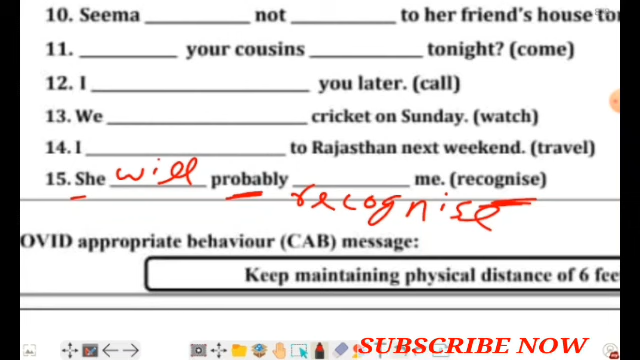 10. Seema __________ not __________ to her friend's house
11. __________ your cousins __________ tonight? (come)
12. I __________ you later. (call)
13. We __________ cricket on Sunday. (watch)
14. I __________ to Rajasthan next weekend. (travel)
15. She will probably recognise me. (recognise)
OVID appropriate behaviour (CAB) message:
Keep maintaining physical distance of 6 fee
SUBSCRIBE NOW